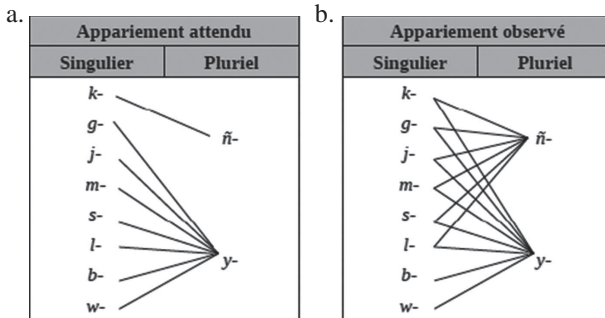 a.
Appariement attendu
Singulier Pluriel
k-
g-
j-
m-
s-
l-
b-
w-
ñ-
y-
b.
Appariement observé
Singulier Pluriel
k-
g-
j-
m-
s-
l-
b-
w-
ñ-
y-